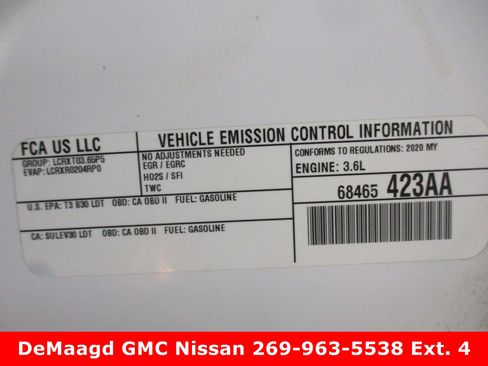 FCA US LLC
GROUP: LCRXT03.65P5
EVAP: LCRXR0204RP0
VEHICLE EMISSION CONTROL INFORMATION
NO ADJUSTMENTS NEEDED
EGR / EGRC
HO2S / SFI
TWC
CONFORMS TO REGULATIONS: 2020 MY
ENGINE: 3.6L
68465 423AA
U.S. EPA: T3 B30 LDT OBD: CA OBD II FUEL: GASOLINE
CA: SULEV30 LDT OBD: CA OBD II FUEL: GASOLINE
DeMaagd GMC Nissan 269-963-5538 Ext. 4